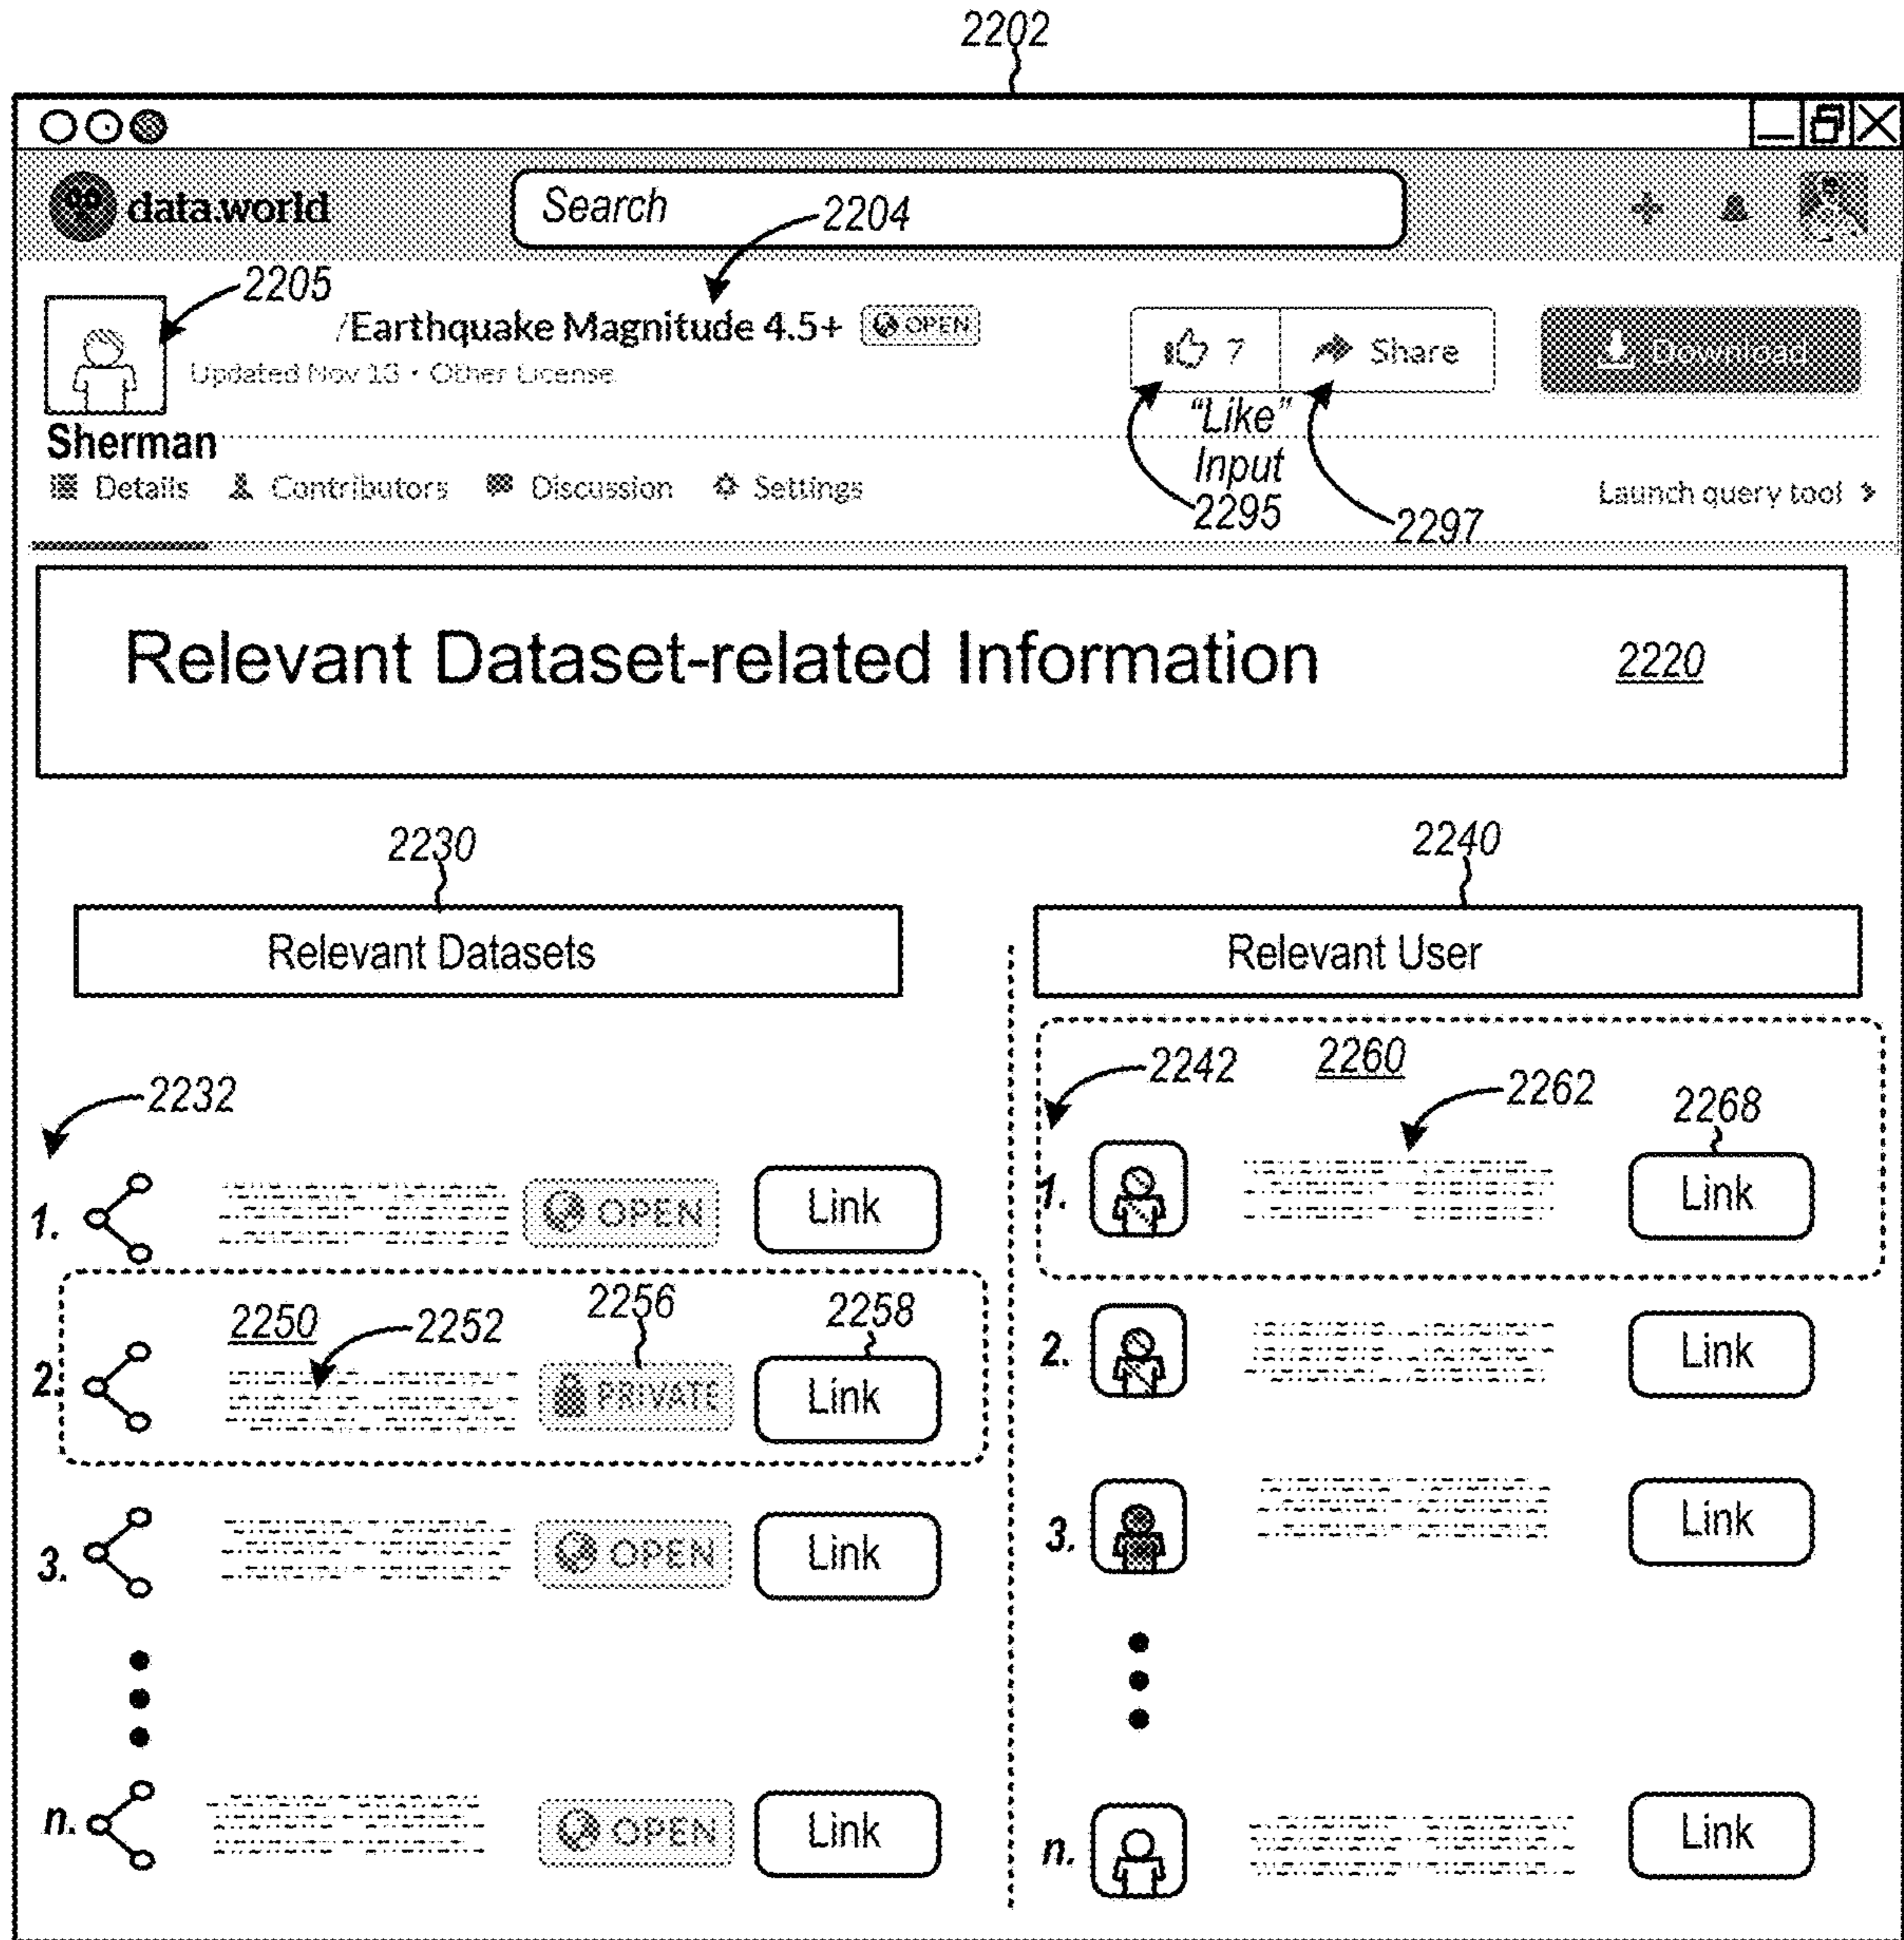 2202
data.world
Search
2204
2205
/Earthquake Magnitude 4.5+ OPEN
7 Share Download
Updated Nov 13 • Other License
"Like"
Input
2295
2297
Sherman
Details Contributors Discussion Settings
Launch query tool >
Relevant Dataset-related Information 2220
2230
2240
Relevant Datasets
Relevant User
2232
1. OPEN Link
2250 2252 2256 2258
2. PRIVATE Link
3. OPEN Link
n. OPEN Link
2242 2260 2262 2268
1. Link
2. Link
3. Link
n. Link